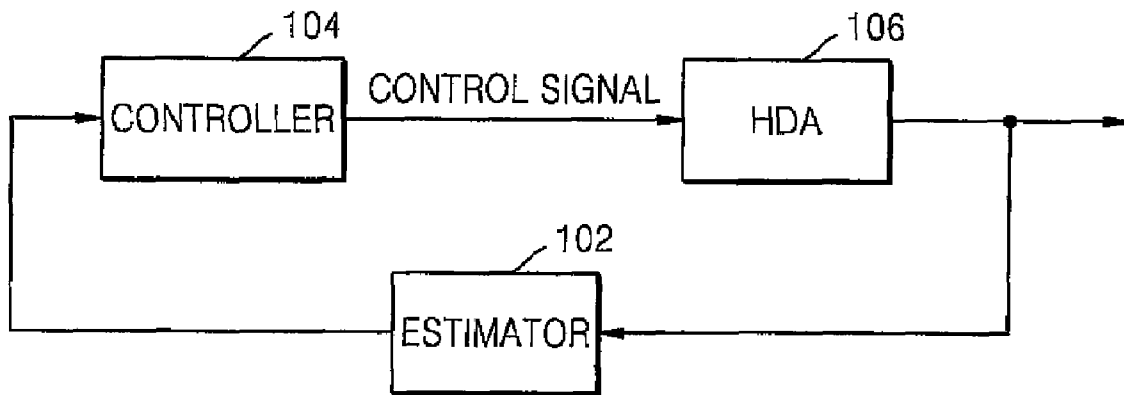 104
CONTROLLER
CONTROL SIGNAL
106
HDA
102
ESTIMATOR